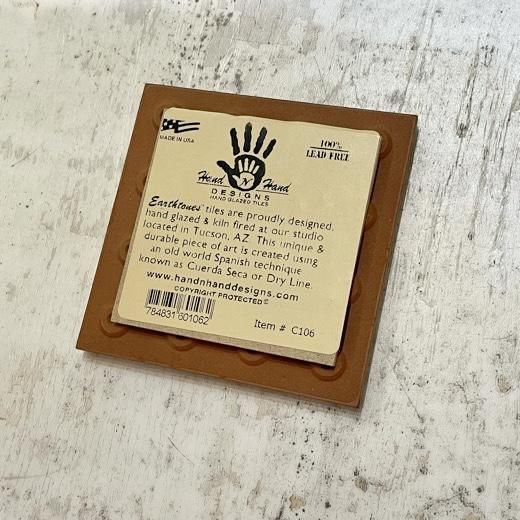 MADE IN USA
100%
LEAD FREE
Hand N Hand
DESIGNS
HAND GLAZED TILES
Earthtones™ tiles are proudly designed,
hand glazed & kiln fired at our studio
located in Tucson, AZ. This unique &
durable piece of art is created using
an old world Spanish technique
known as Cuerda Seca or Dry Line.
www.handnhanddesigns.com
COPYRIGHT PROTECTED©
784831 601062
Item # C106